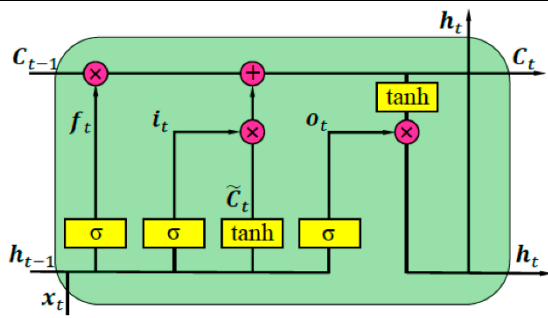 h_t
C_{t-1} × + C_t
tanh
f_t i_t × o_t ×
C̃_t
σ σ tanh σ
h_{t-1} h_t
x_t